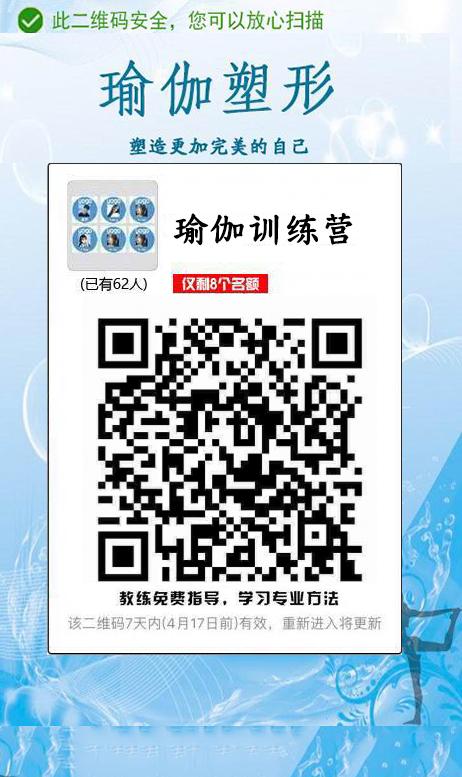 此二维码安全，您可以放心扫描
瑜伽塑形
塑造更加完美的自己
瑜伽训练营
(已有62人)
仅剩8个名额
教练免费指导，学习专业方法
该二维码7天内(4月17日前)有效，重新进入将更新